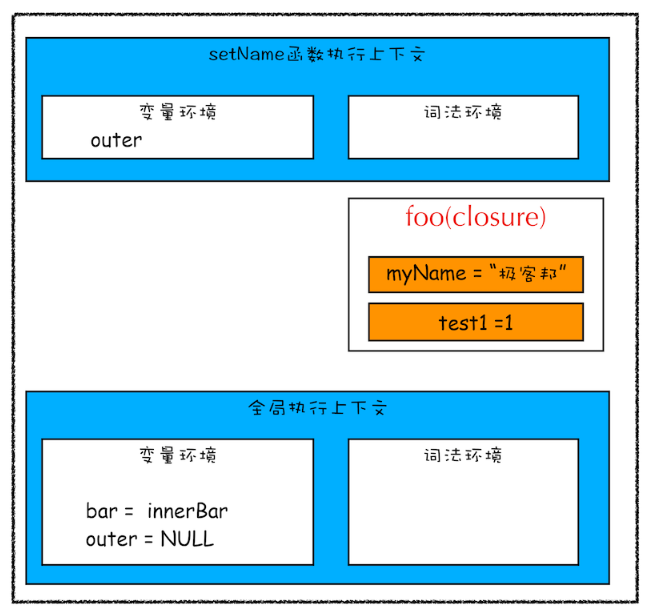 setName函数执行上下文
变量环境
outer
词法环境
foo(closure)
myName = “极客邦”
test1 =1
全局执行上下文
变量环境
bar = innerBar
outer = NULL
词法环境